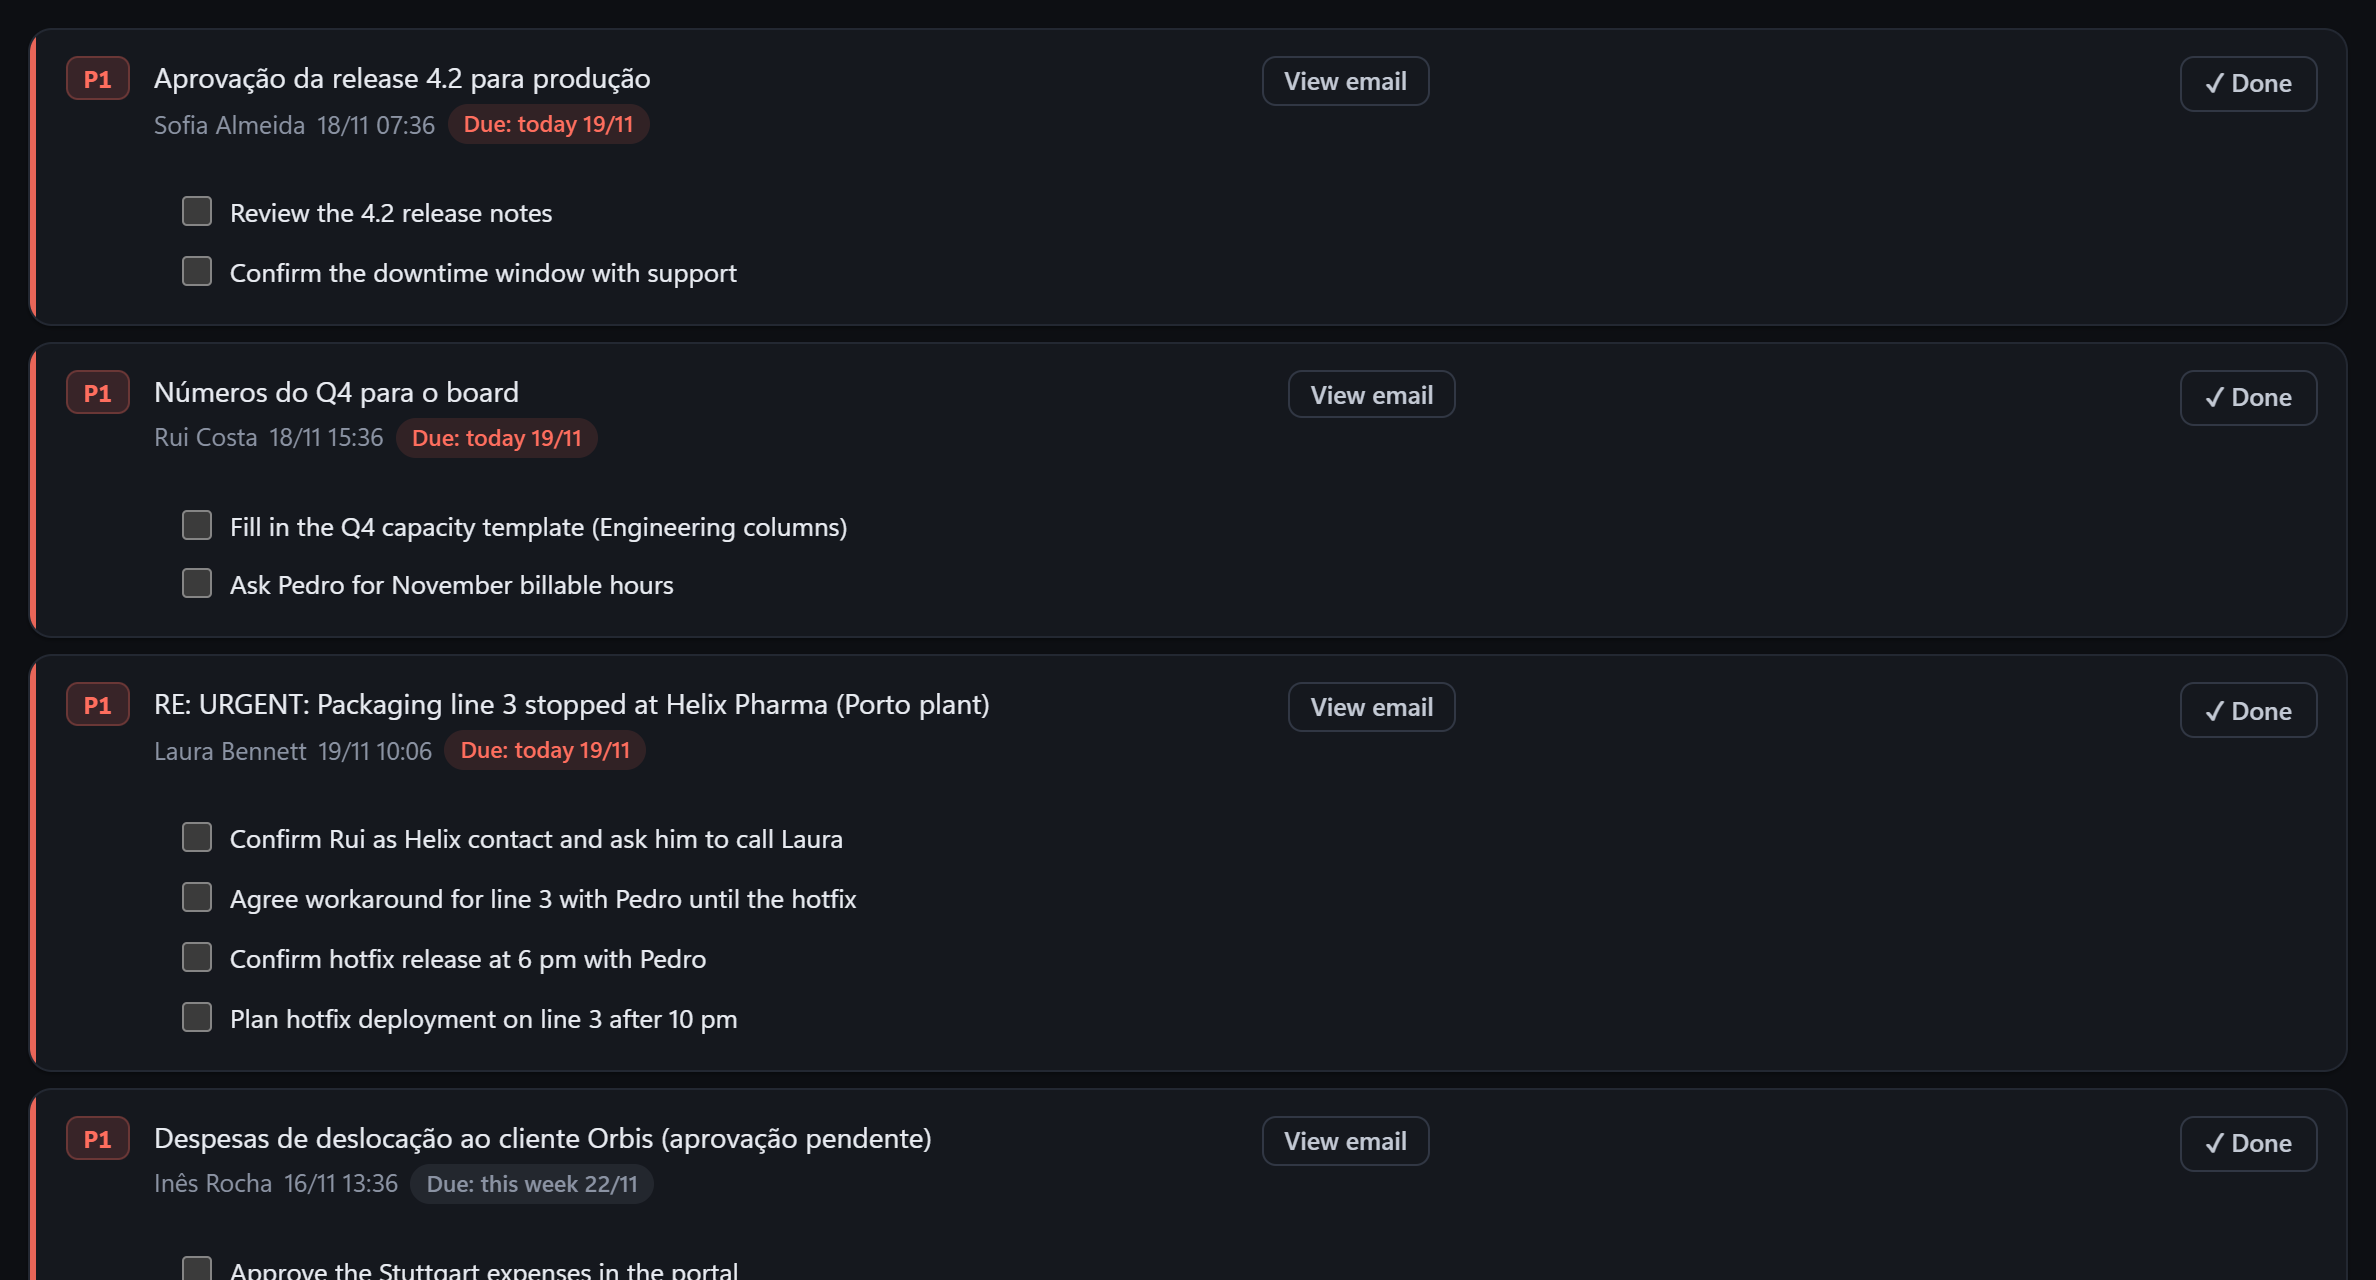 P1 Aprovação da release 4.2 para produção View email ✓ Done
Sofia Almeida 18/11 07:36 Due: today 19/11
Review the 4.2 release notes
Confirm the downtime window with support
P1 Números do Q4 para o board View email ✓ Done
Rui Costa 18/11 15:36 Due: today 19/11
Fill in the Q4 capacity template (Engineering columns)
Ask Pedro for November billable hours
P1 RE: URGENT: Packaging line 3 stopped at Helix Pharma (Porto plant) View email ✓ Done
Laura Bennett 19/11 10:06 Due: today 19/11
Confirm Rui as Helix contact and ask him to call Laura
Agree workaround for line 3 with Pedro until the hotfix
Confirm hotfix release at 6 pm with Pedro
Plan hotfix deployment on line 3 after 10 pm
P1 Despesas de deslocação ao cliente Orbis (aprovação pendente) View email ✓ Done
Inês Rocha 16/11 13:36 Due: this week 22/11
Approve the Stuttgart expenses in the portal